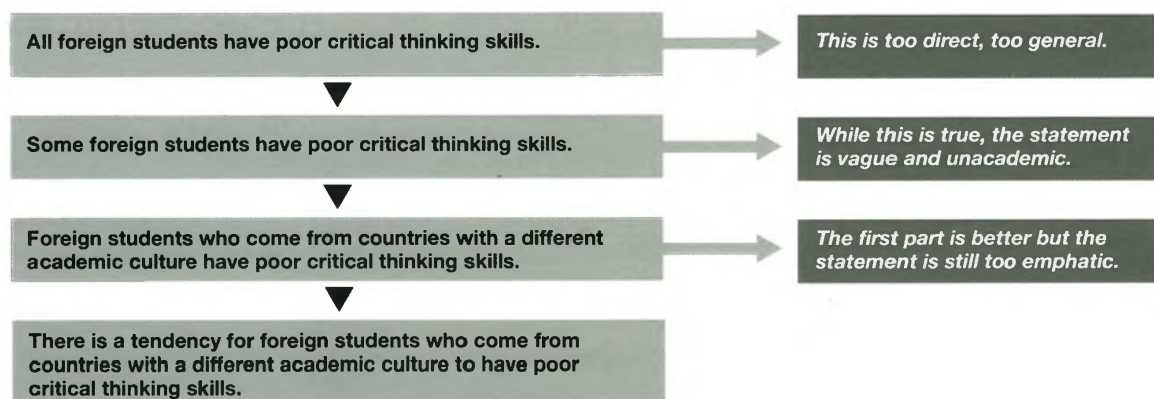 All foreign students have poor critical thinking skills.
This is too direct, too general.
Some foreign students have poor critical thinking skills.
While this is true, the statement
is vague and unacademic.
Foreign students who come from countries with a different
academic culture have poor critical thinking skills.
The first part is better but the
statement is still too emphatic.
There is a tendency for foreign students who come from
countries with a different academic culture to have poor
critical thinking skills.